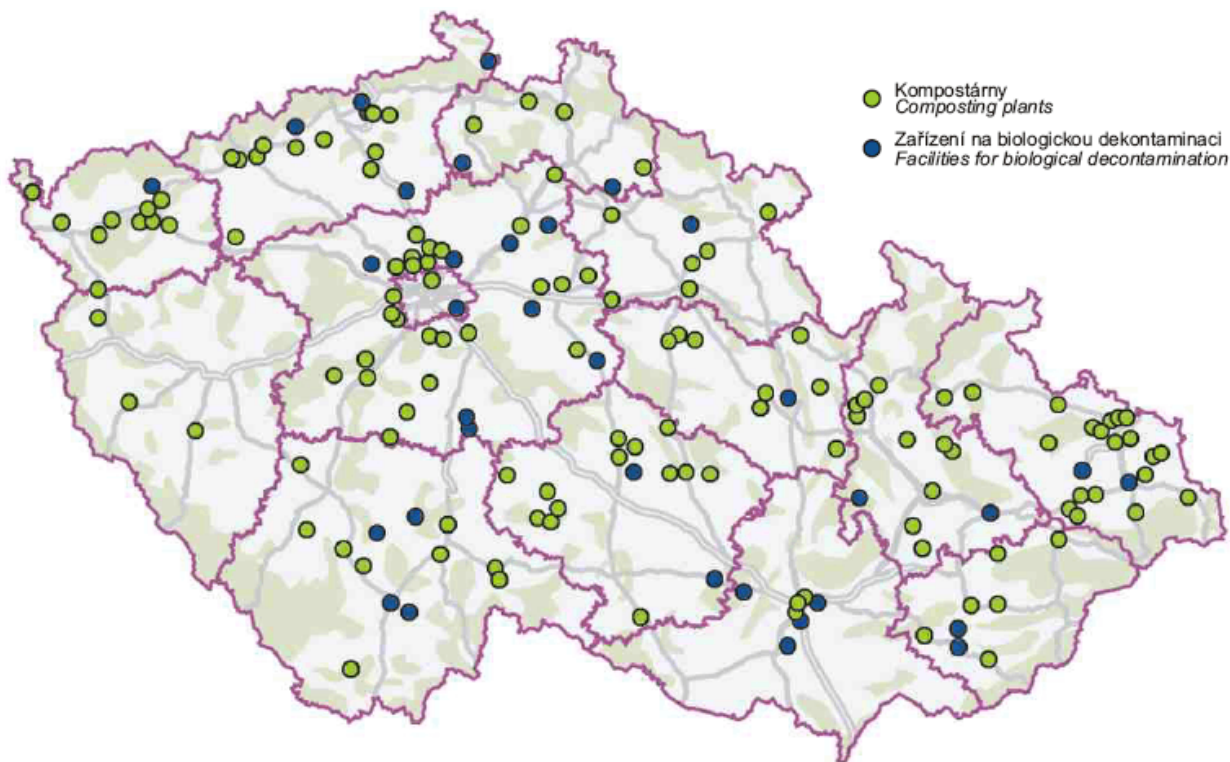 Kompostárny
Composting plants
Zařízení na biologickou dekontaminaci
Facilities for biological decontamination